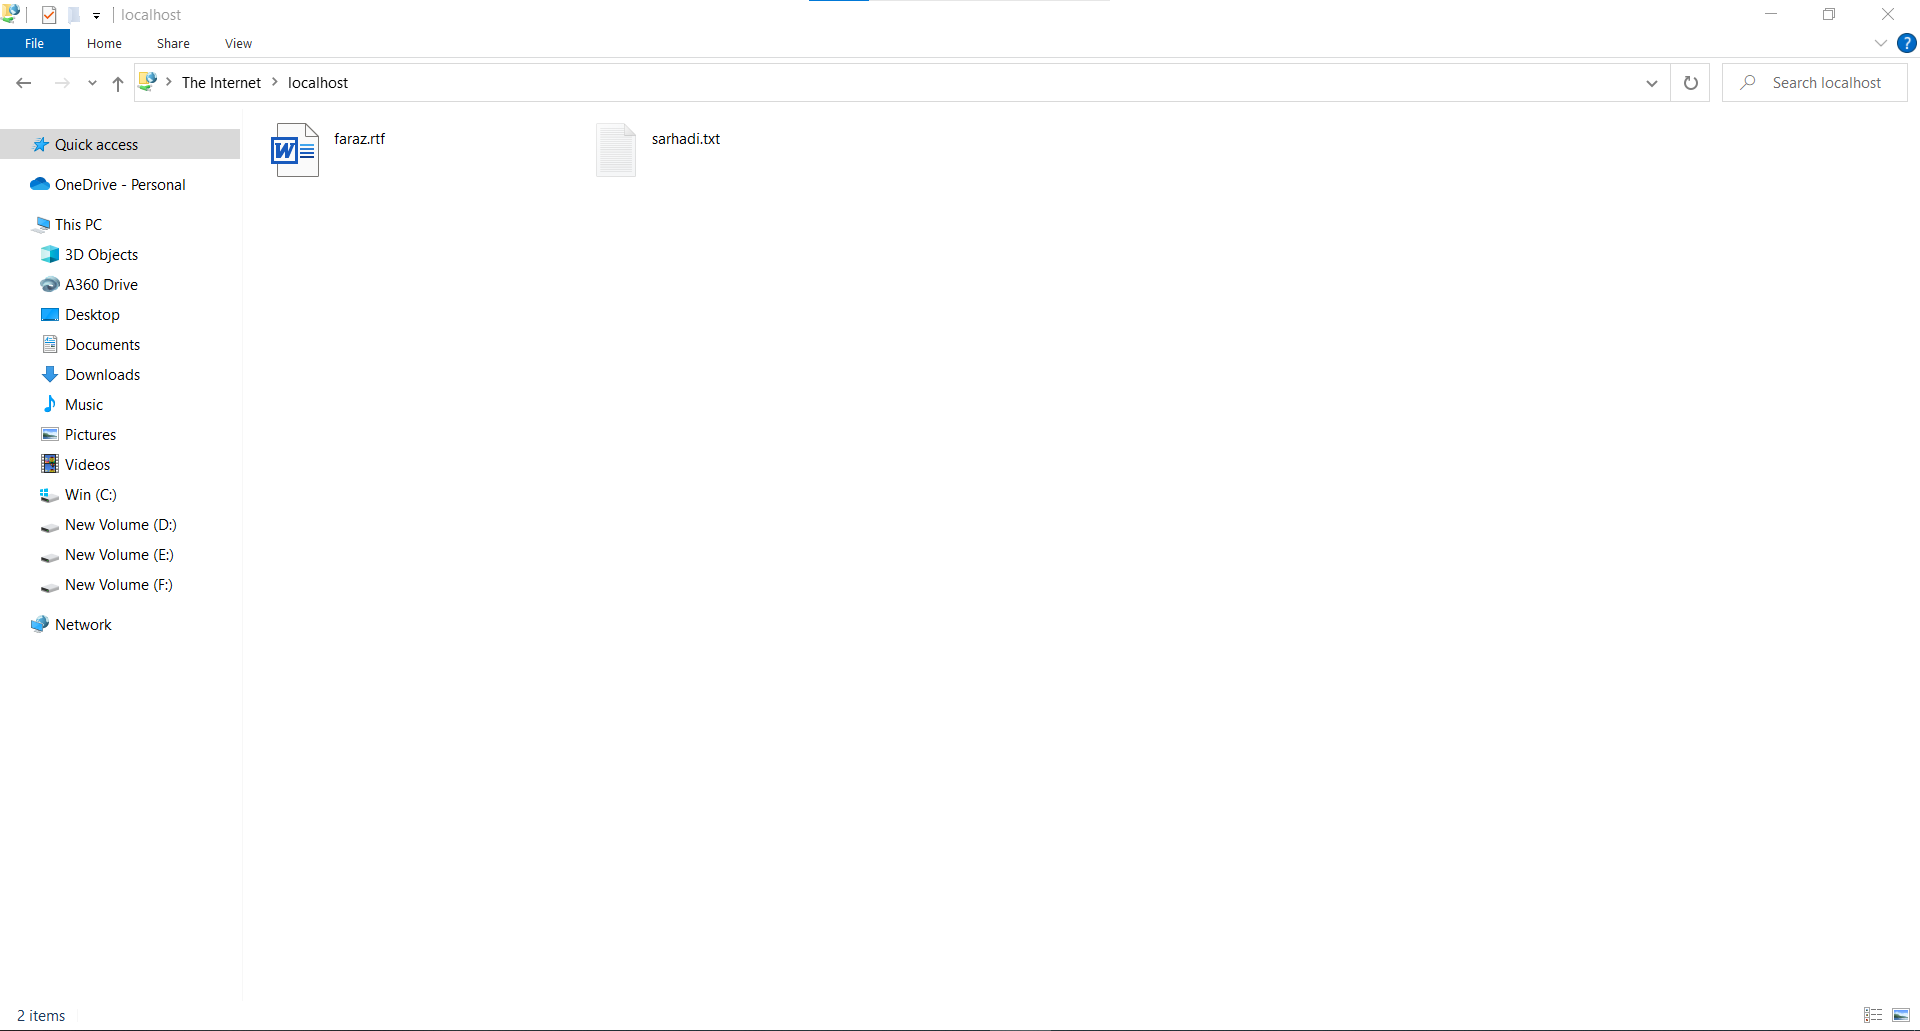 localhost
File Home Share View
The Internet localhost
Search localhost
Quick access
OneDrive - Personal
This PC
3D Objects
A360 Drive
Desktop
Documents
Downloads
Music
Pictures
Videos
Win (C:)
New Volume (D:)
New Volume (E:)
New Volume (F:)
Network
faraz.rtf
sarhadi.txt
2 items